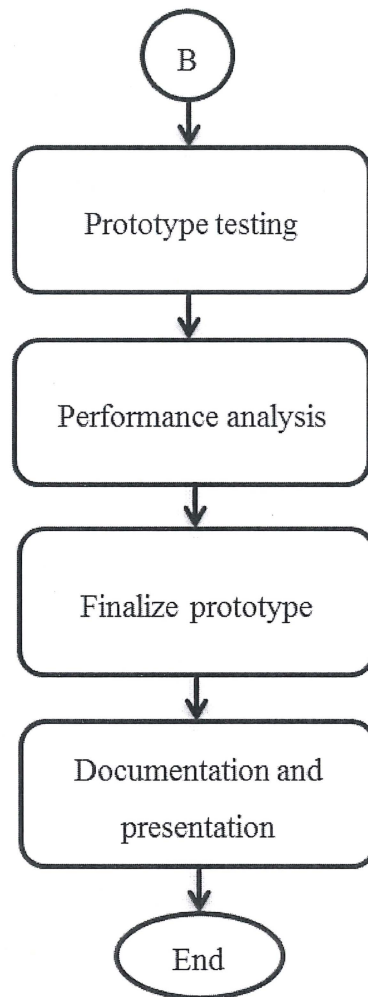 B
Prototype testing
Performance analysis
Finalize prototype
Documentation and
presentation
End